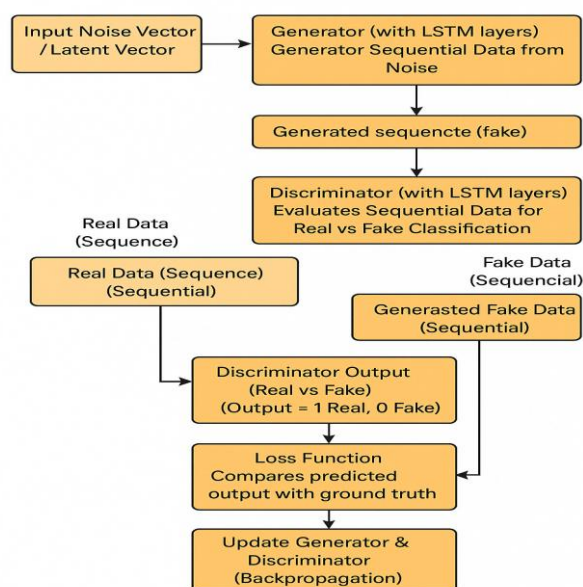 Input Noise Vector
/ Latent Vector
Generator (with LSTM layers)
Generator Sequential Data from
Noise
Generated sequencte (fake)
Discriminator (with LSTM layers)
Evaluates Sequential Data for
Real vs Fake Classification
Real Data
(Sequence)
Real Data (Sequence)
(Sequential)
Fake Data
(Sequencial)
Generasted Fake Data
(Sequential)
Discriminator Output
(Real vs Fake)
(Output = 1 Real, 0 Fake)
Loss Function
Compares predicted
output with ground truth
Update Generator &
Discriminator
(Backpropagation)